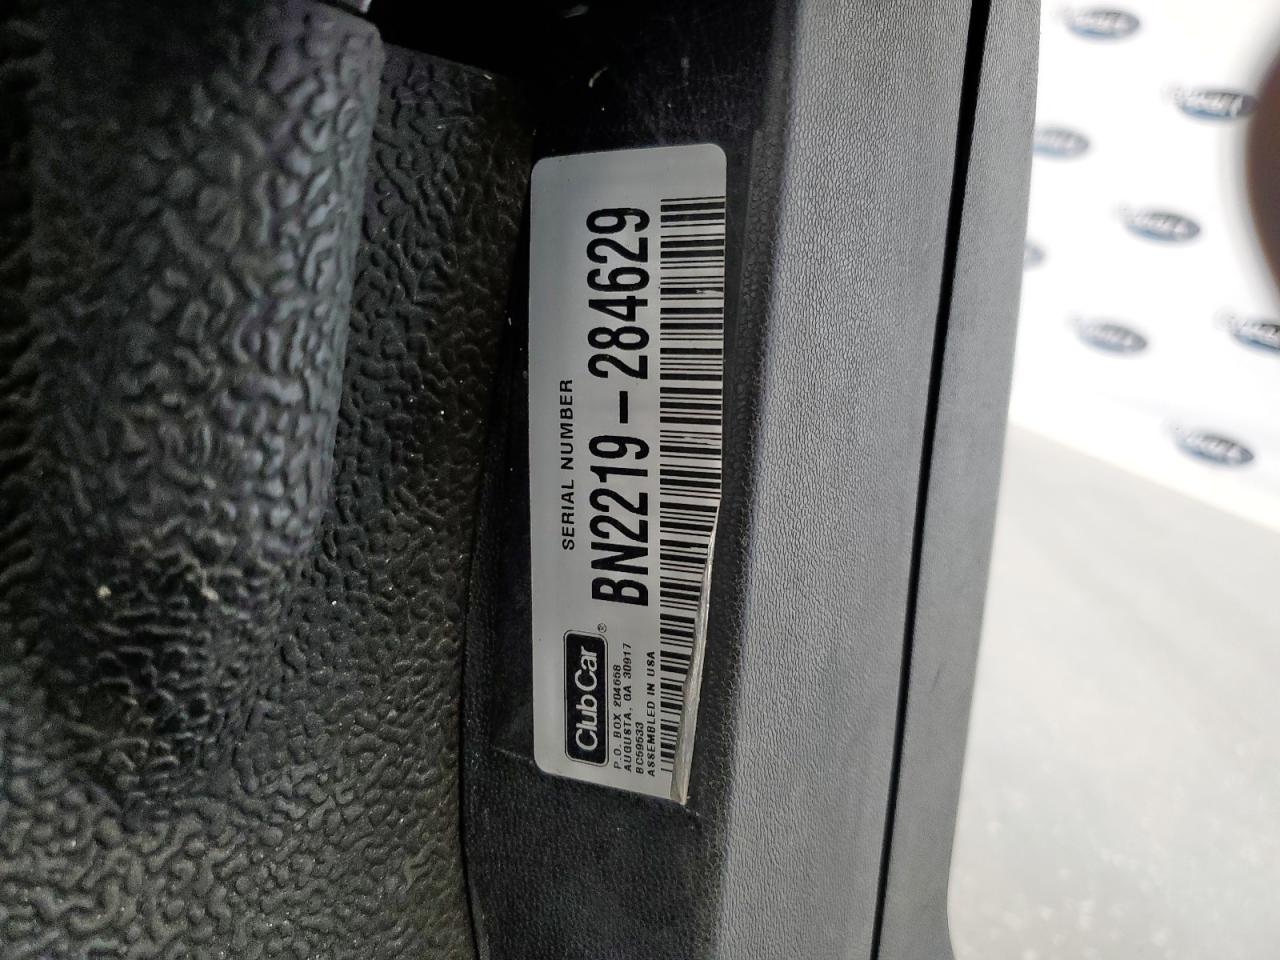 SERIAL NUMBER
BN2219-284629
Club Car®
P.O. BOX 204658
AUGUSTA, GA 30917
BC59533
ASSEMBLED IN USA